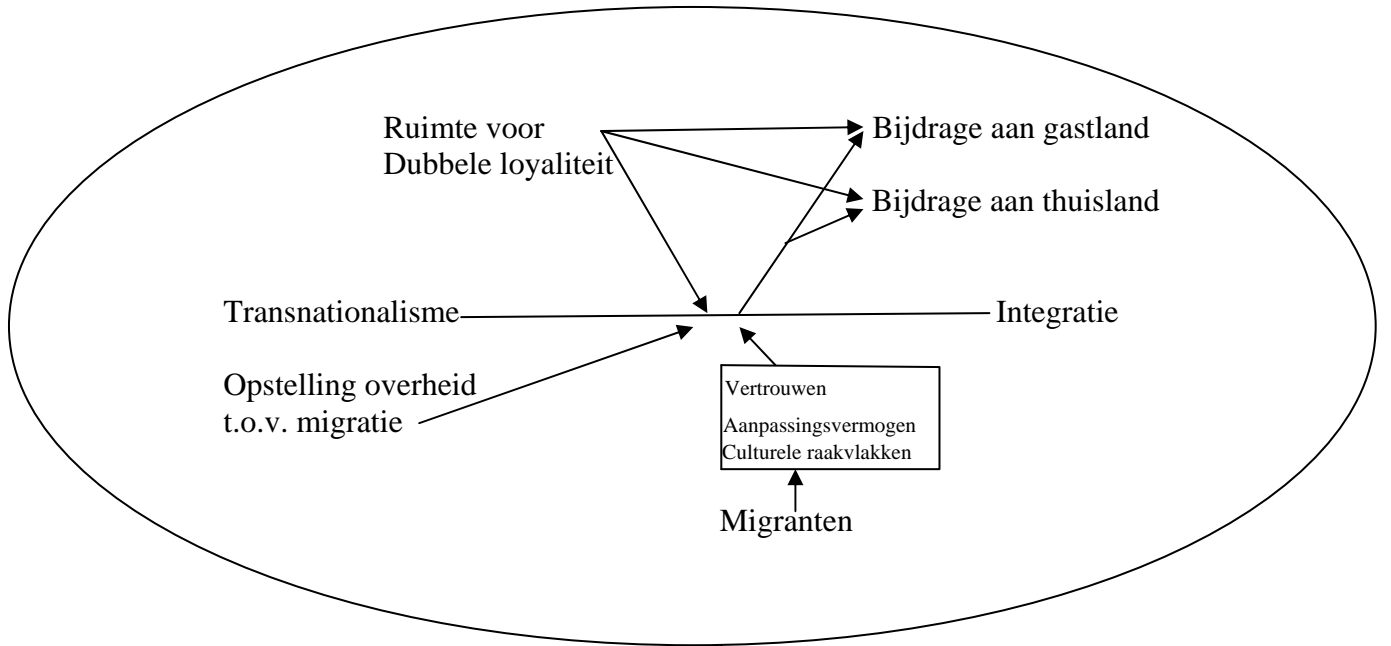 Ruimte voor
Dubbele loyaliteit
Bijdrage aan gastland
Bijdrage aan thuisland
Transnationalisme
Integratie
Opstelling overheid
t.o.v. migratie
Vertrouwen
Aanpassingsvermogen
Culturele raakvlakken
Migranten